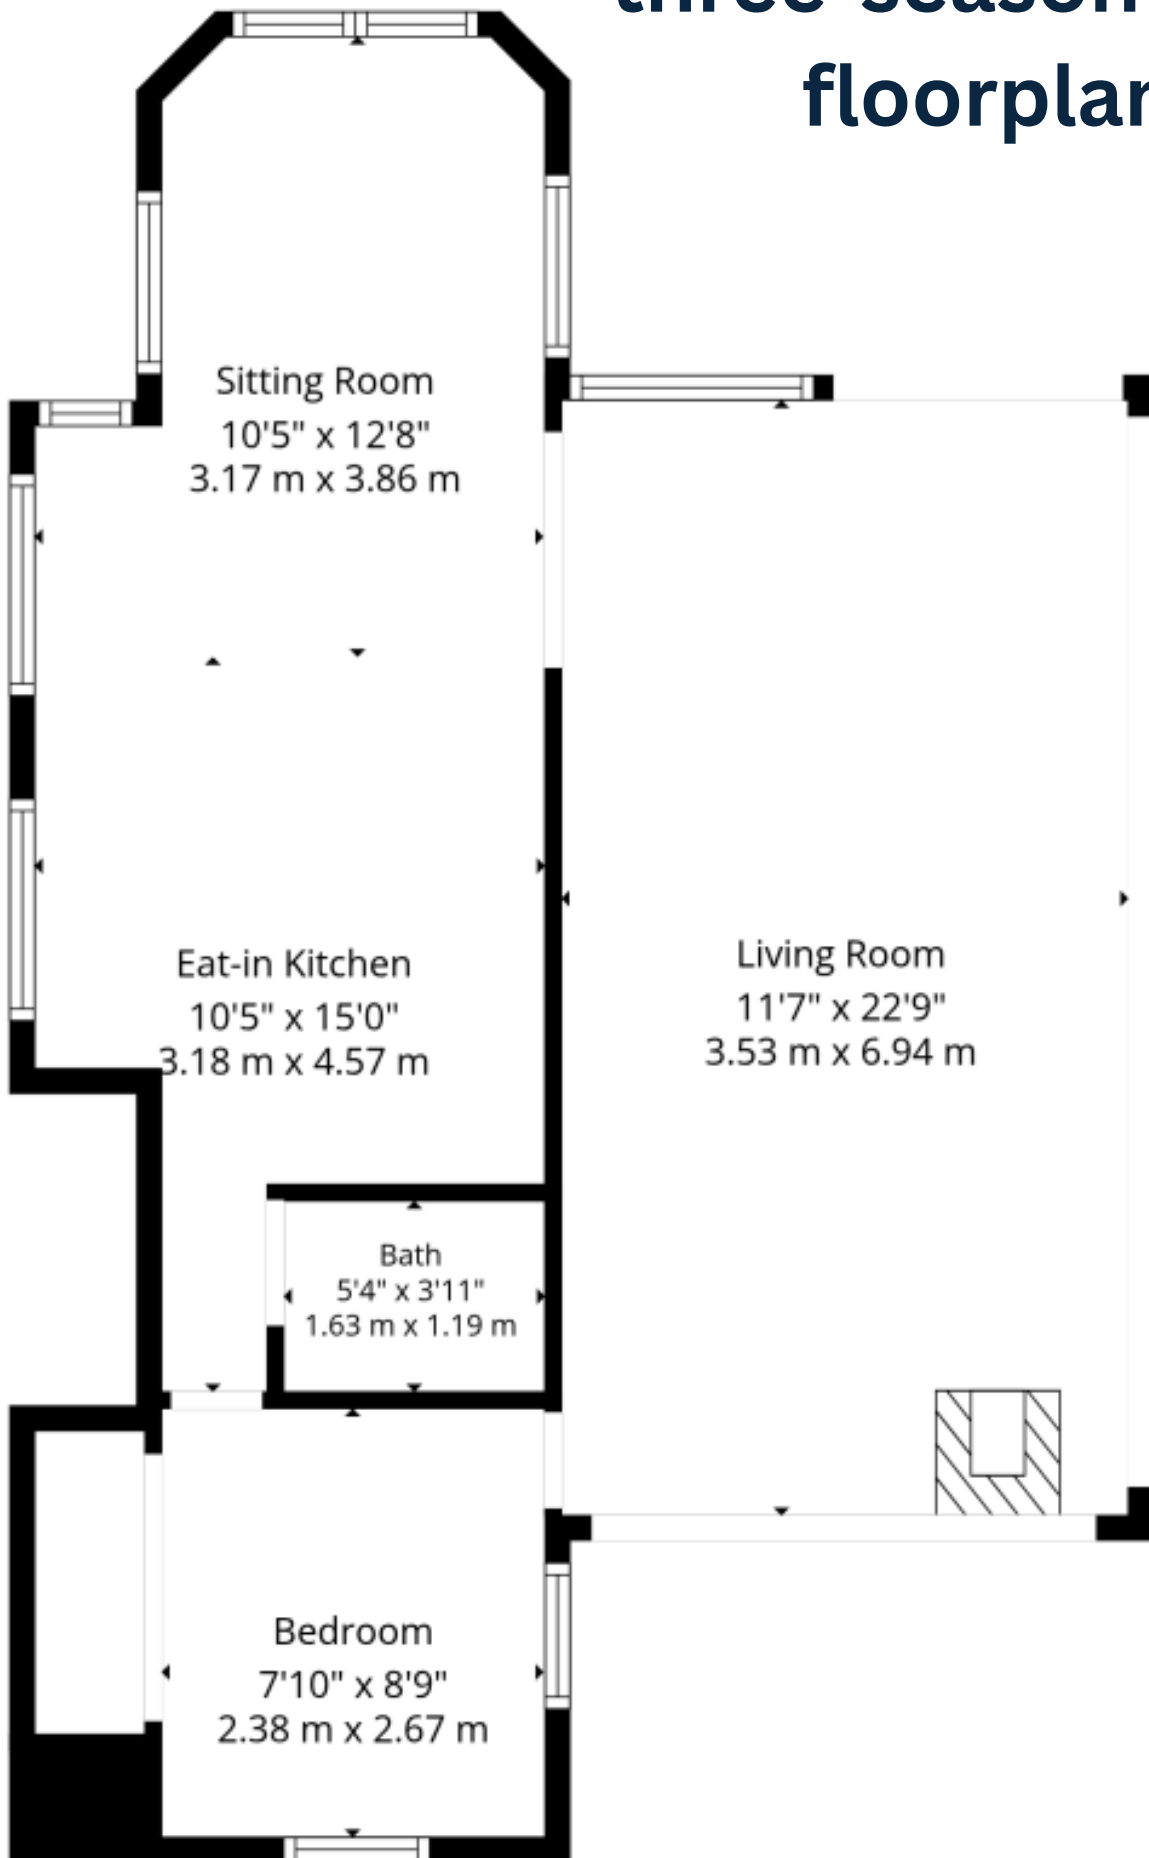 three-season
floorplan
Sitting Room
10'5" x 12'8"
3.17 m x 3.86 m
Eat-in Kitchen
10'5" x 15'0"
3.18 m x 4.57 m
Living Room
11'7" x 22'9"
3.53 m x 6.94 m
Bath
5'4" x 3'11"
1.63 m x 1.19 m
Bedroom
7'10" x 8'9"
2.38 m x 2.67 m